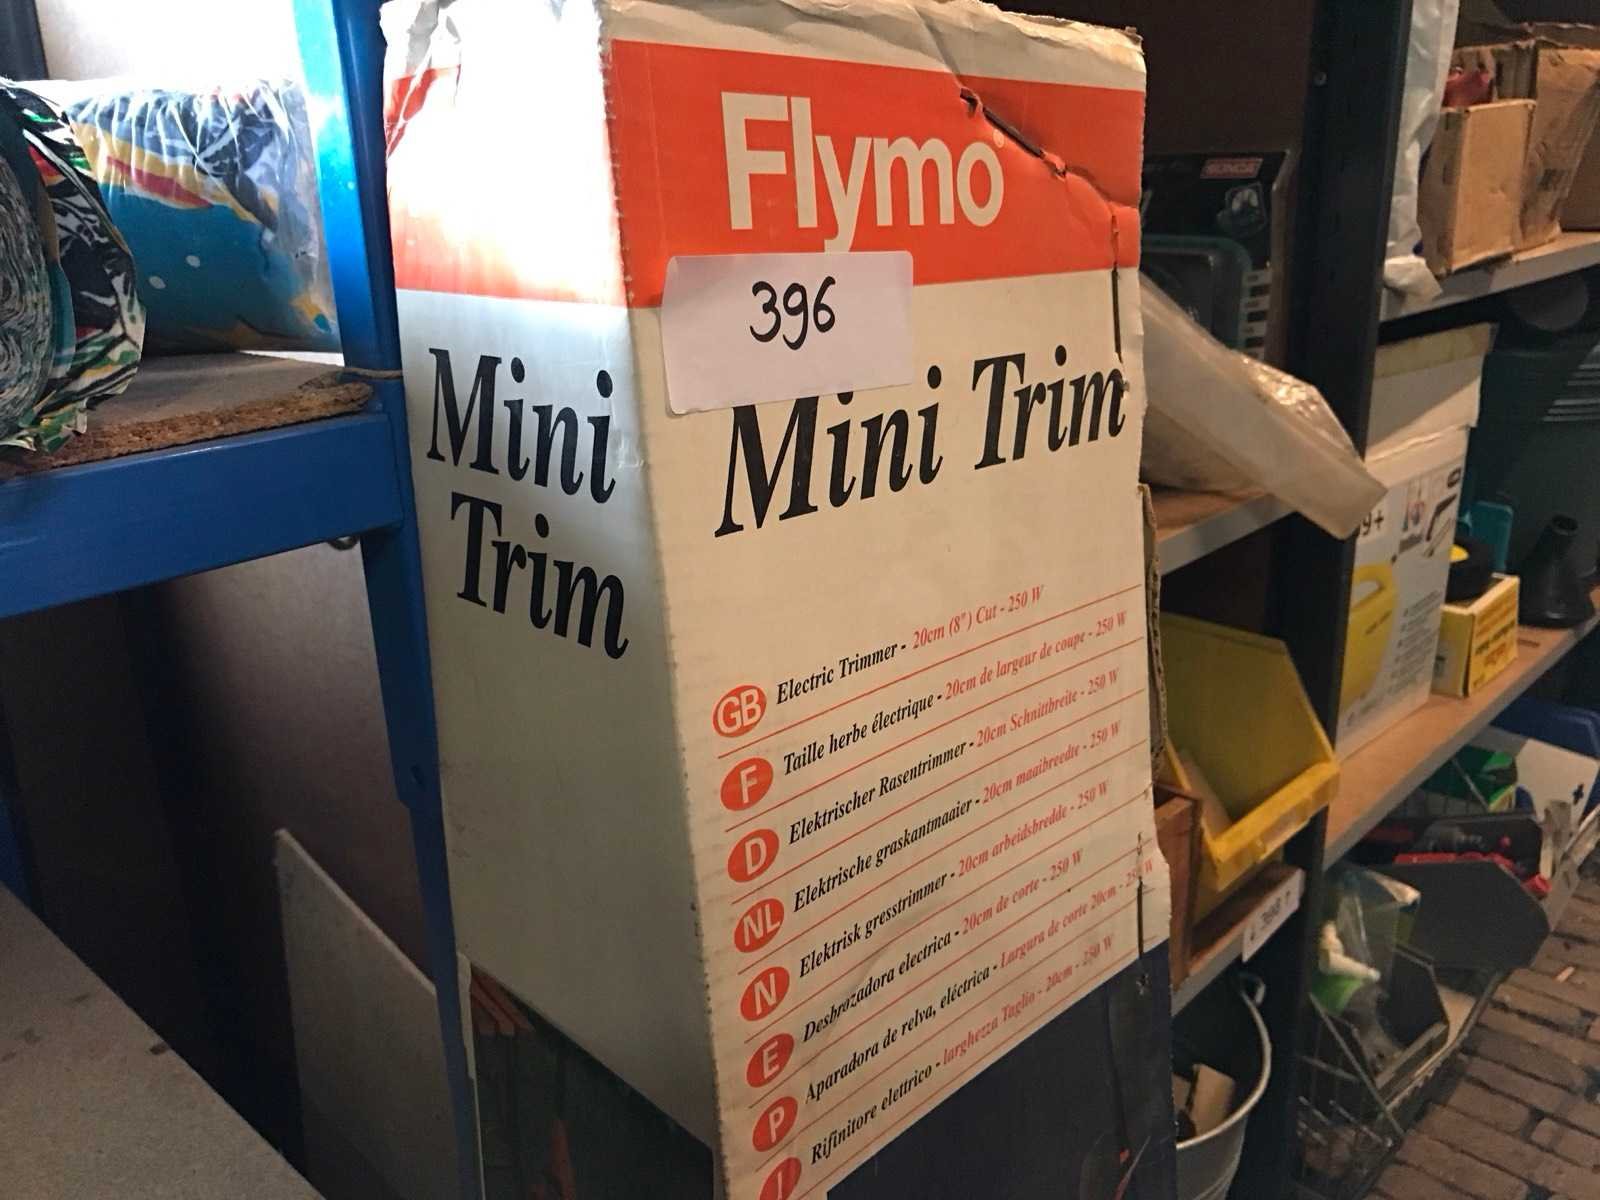 Flymo
396
Mini Trim
Mini
Trim
GB Electric Trimmer - 20cm (8") Cut - 250 W
F Taille herbe électrique - 20cm de largeur de coupe - 250 W
D Elektrischer Rasentrimmer - 20cm Schnittbreite - 250 W
NL Elektrische graskantmaaier - 20cm maaibreedte - 250 W
N Elektrisk gresstrimmer - 20cm arbeidsbredde - 250 W
E Desbrozadora electrica - 20cm de corte - 250 W
P Aparadora de relva, eléctrica - Largura de corte 20cm - 250 W
I Rifinitore elettrico - larghezza Taglio - 20cm - 250 W
9+